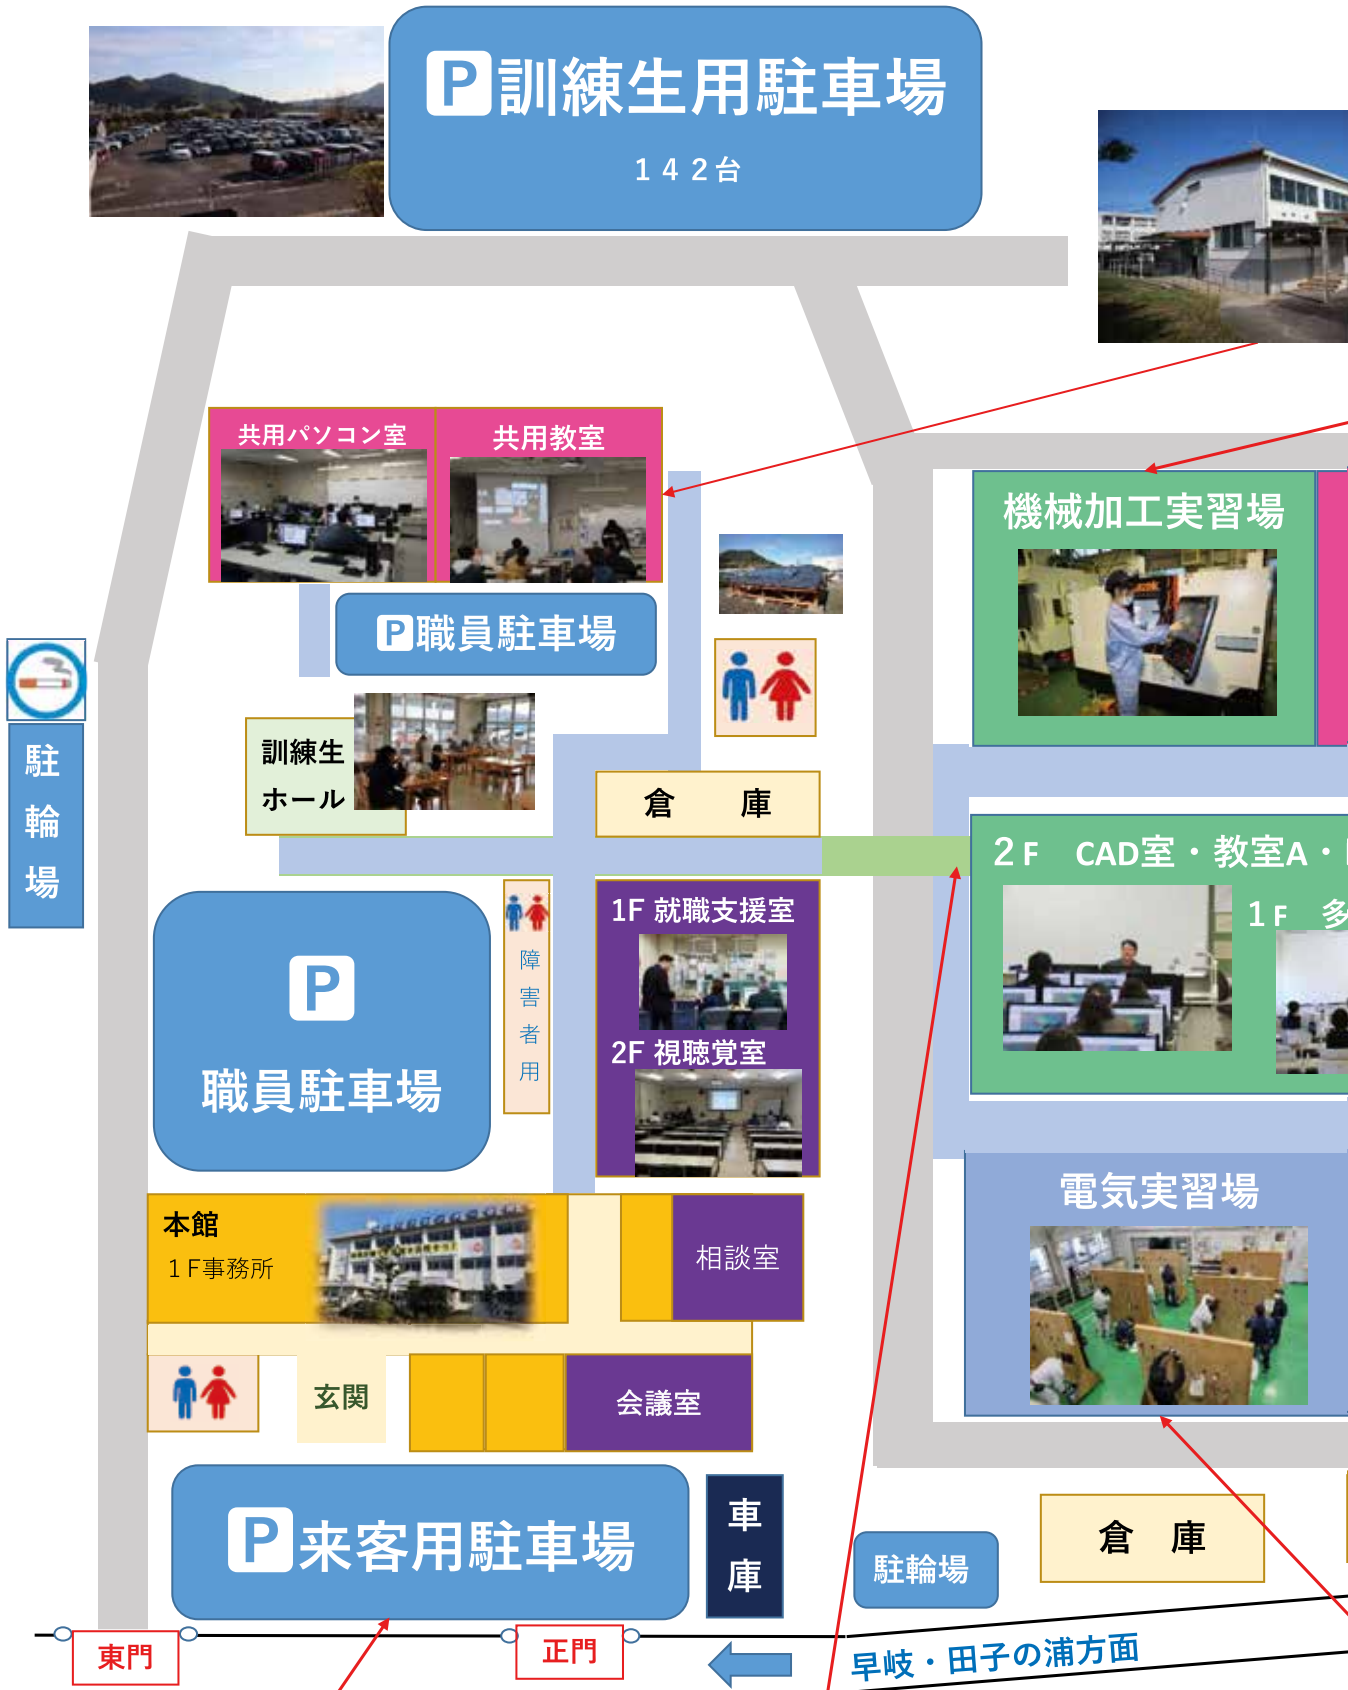 P訓練生用駐車場
１４２台
共用パソコン室
共用教室
機械加工実習場
P職員駐車場
訓練生
ホール
倉　庫
駐
輪
場
２F　CAD室・教室A・
１F　多
1F 就職支援室
2F 視聴覚室
障
害
者
用
P
職員駐車場
電気実習場
本館
１F事務所
相談室
玄関
会議室
P来客用駐車場
車
庫
駐輪場
倉　庫
東門
正門
早岐・田子の浦方面